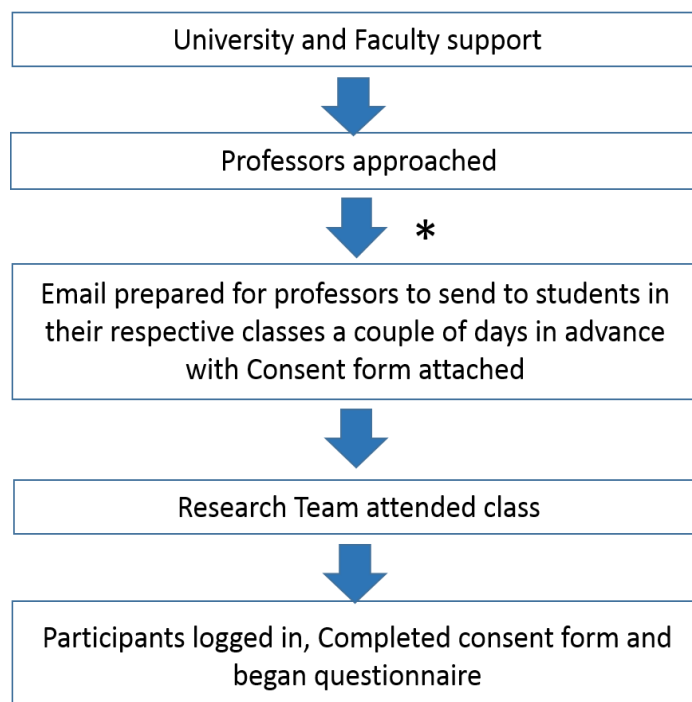 University and Faculty support
Professors approached
*
Email prepared for professors to send to students in
their respective classes a couple of days in advance
with Consent form attached
Research Team attended class
Participants logged in, Completed consent form and
began questionnaire